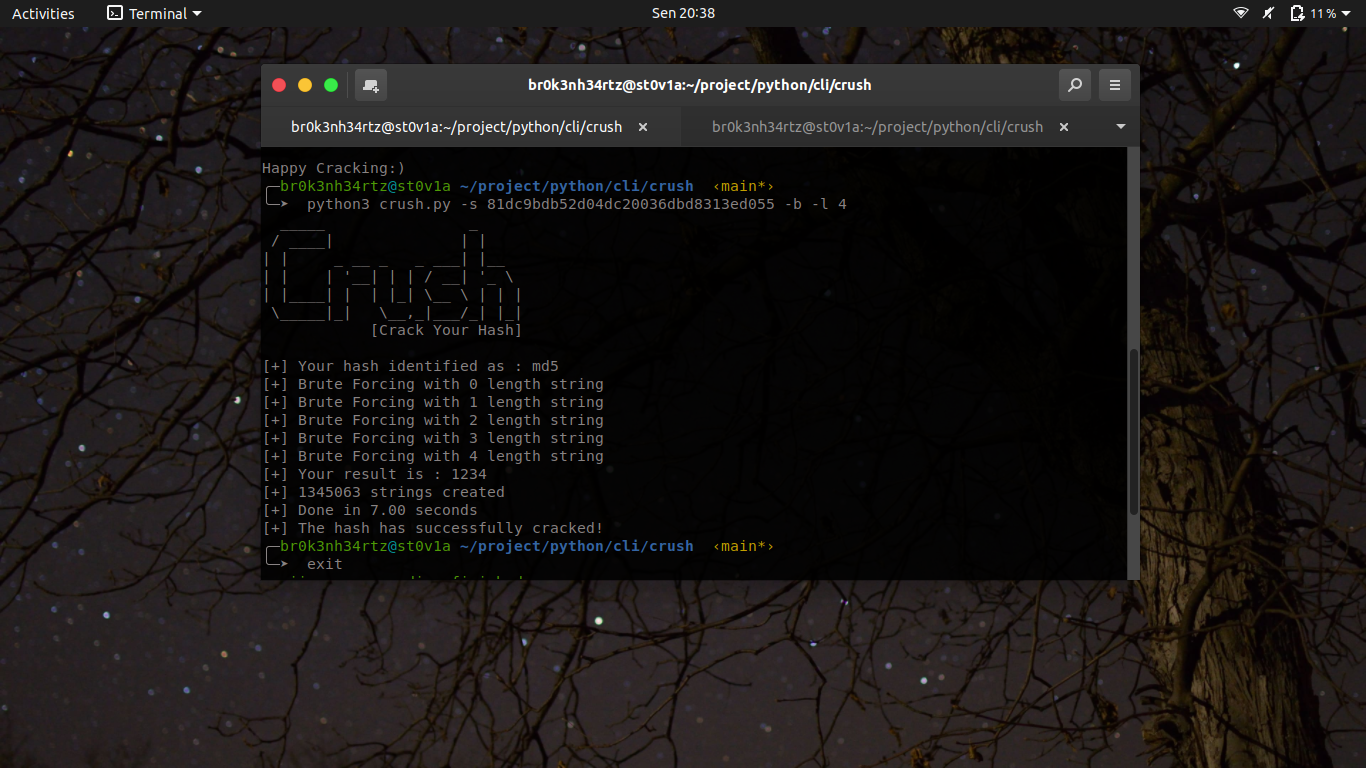 Activities Terminal Sen 20:38 11 %
br0k3nh34rtz@st0v1a:~/project/python/cli/crush
br0k3nh34rtz@st0v1a:~/project/python/cli/crush br0k3nh34rtz@st0v1a:~/project/python/cli/crush
Happy Cracking:)
br0k3nh34rtz@st0v1a ~/project/python/cli/crush ‹main*›
python3 crush.py -s 81dc9bdb52d04dc20036dbd8313ed055 -b -l 4
Crush
[Crack Your Hash]
[+] Your hash identified as : md5
[+] Brute Forcing with 0 length string
[+] Brute Forcing with 1 length string
[+] Brute Forcing with 2 length string
[+] Brute Forcing with 3 length string
[+] Brute Forcing with 4 length string
[+] Your result is : 1234
[+] 1345063 strings created
[+] Done in 7.00 seconds
[+] The hash has successfully cracked!
br0k3nh34rtz@st0v1a ~/project/python/cli/crush ‹main*›
exit